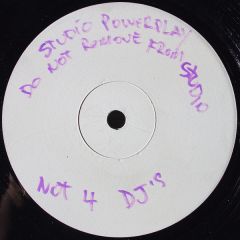 STUDIO POWERPLAY
DO NOT REMOVE FROM STUDIO
NOT 4 DJ'S